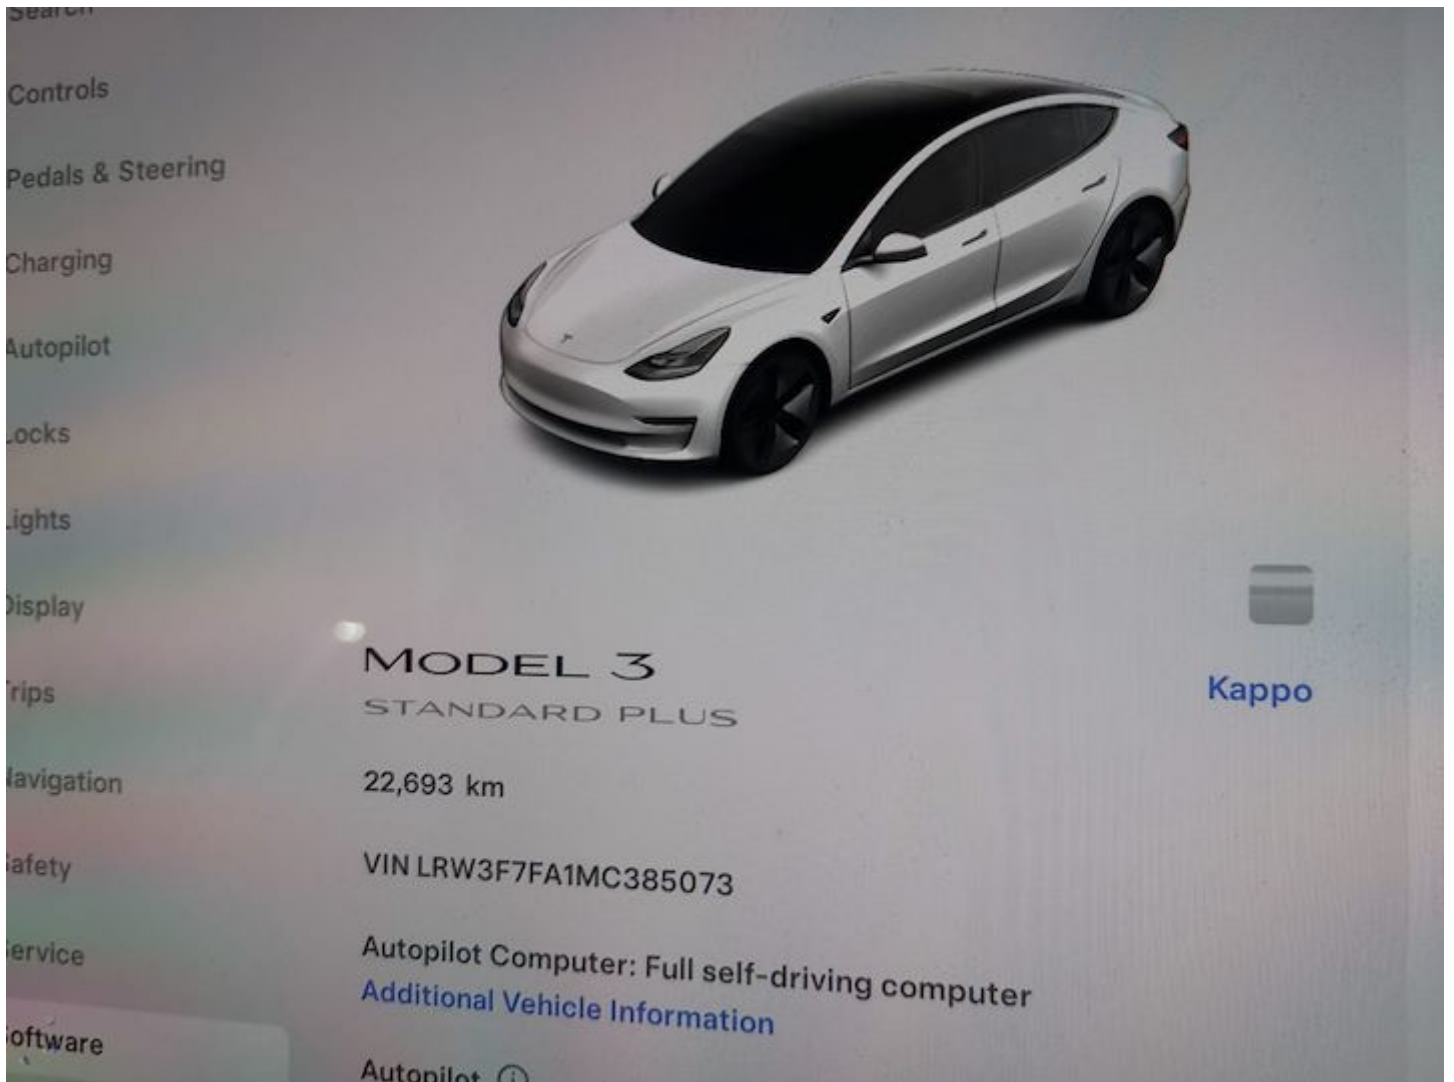 Search
Controls
Pedals & Steering
Charging
Autopilot
Locks
Lights
Display
Trips
Navigation
Safety
Service
Software
MODEL 3
STANDARD PLUS
Kappo
22,693 km
VIN LRW3F7FA1MC385073
Autopilot Computer: Full self-driving computer
Additional Vehicle Information
Autopilot